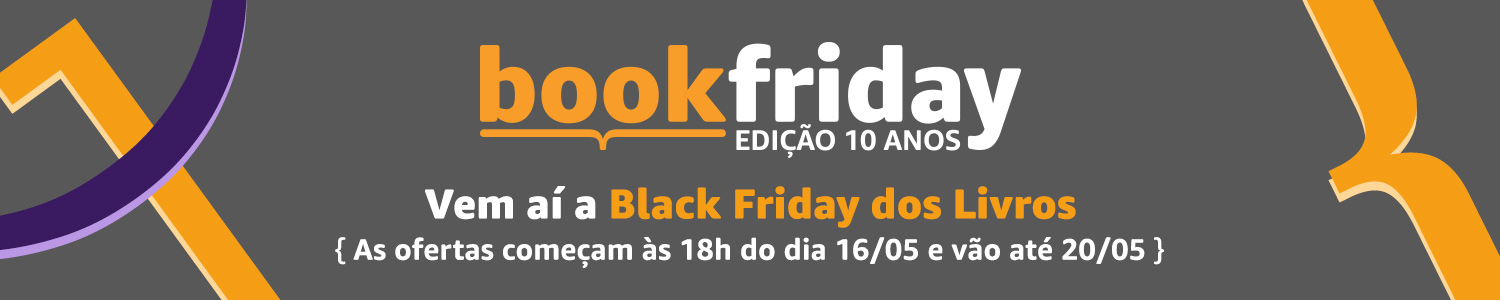 bookfriday
EDIÇÃO 10 ANOS
Vem aí a Black Friday dos Livros
{ As ofertas começam às 18h do dia 16/05 e vão até 20/05 }